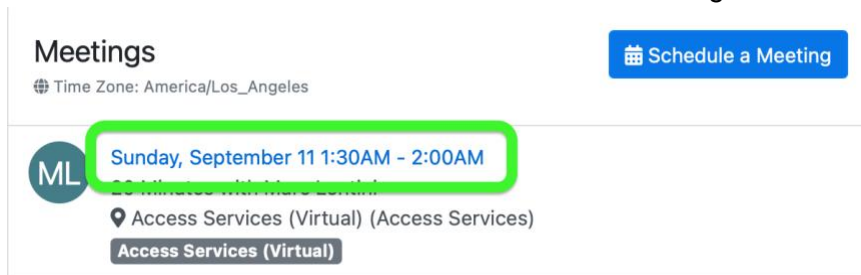 Meetings
Schedule a Meeting
Time Zone: America/Los_Angeles
ML
Sunday, September 11 1:30AM - 2:00AM
Access Services (Virtual) (Access Services)
Access Services (Virtual)